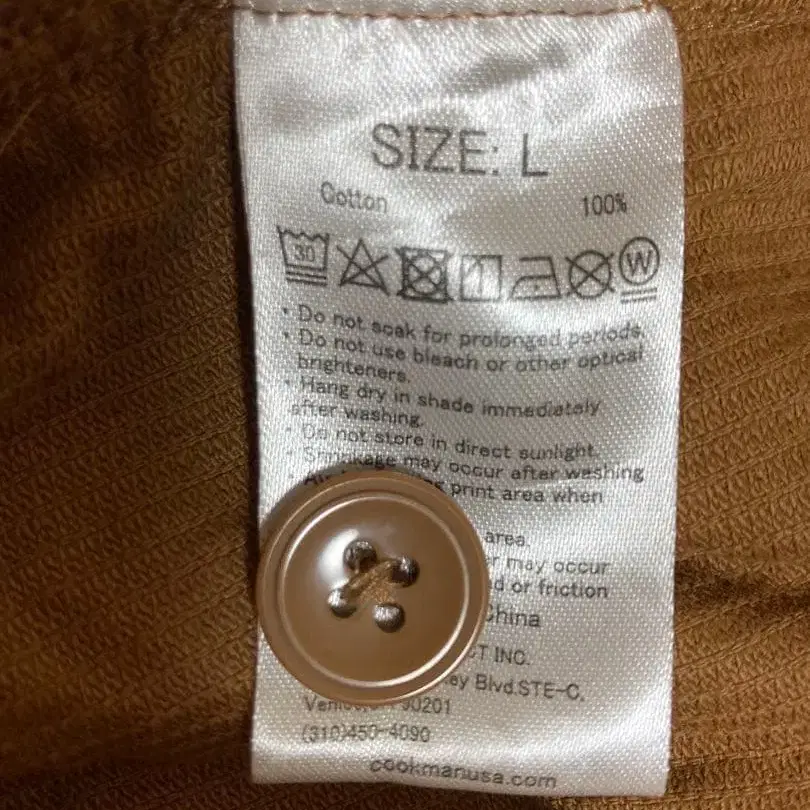 SIZE: L
Cotton 100%
30 W
• Do not soak for prolonged periods.
• Do not use bleach or other optical
brighteners.
• Hang dry in shade immediately
after washing.
• Do not store in direct sunlight.
• Shrinkage may occur after washing
print area when
area.
may occur
or friction
China
INC.
Blvd.STE-C,
90201
(310)450-4090
cookmanusa.com